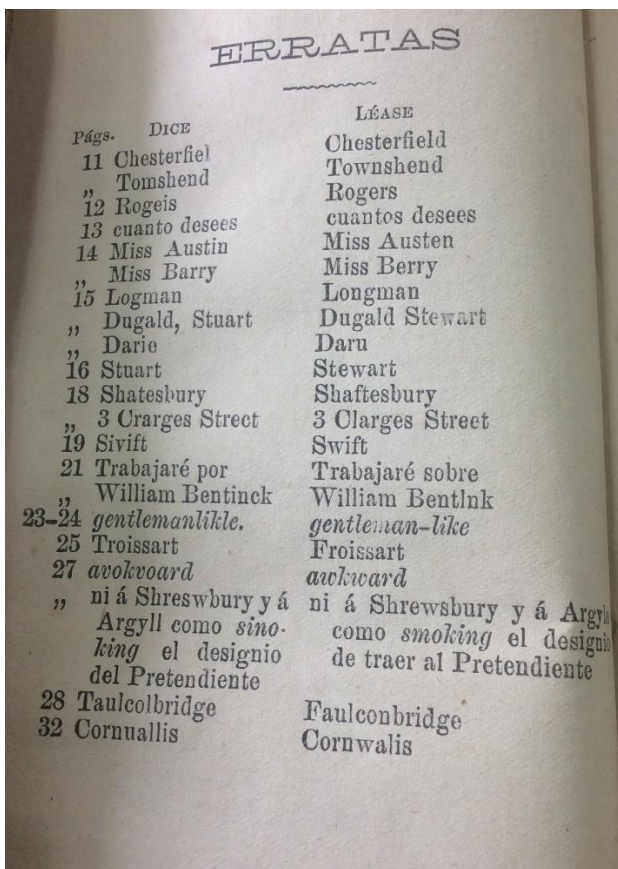 ERRATAS
Págs. DICE LÉASE
11 Chesterfiel Chesterfield
„ Tomshend Townshend
12 Rogeis Rogers
13 cuanto desees cuantos desees
14 Miss Austin Miss Austen
„ Miss Barry Miss Berry
15 Logman Longman
„ Dugald, Stuart Dugald Stewart
„ Darie Daru
16 Stuart Stewart
18 Shatesbury Shaftesbury
„ 3 Crarges Strect 3 Clarges Street
19 Sivift Swift
21 Trabajaré por Trabajaré sobre
„ William Bentinck William BentInk
23-24 gentlemanlikle. gentleman-like
25 Troissart Froissart
27 avokvoard awkward
„ ni á Shreswbury y á ni á Shrewsbury y á Argyle
Argyll como sino- como smoking el designio
king el designio de traer al Pretendiente
del Pretendiente
28 Taulcolbridge Faulconbridge
32 Cornuallis Cornwalis